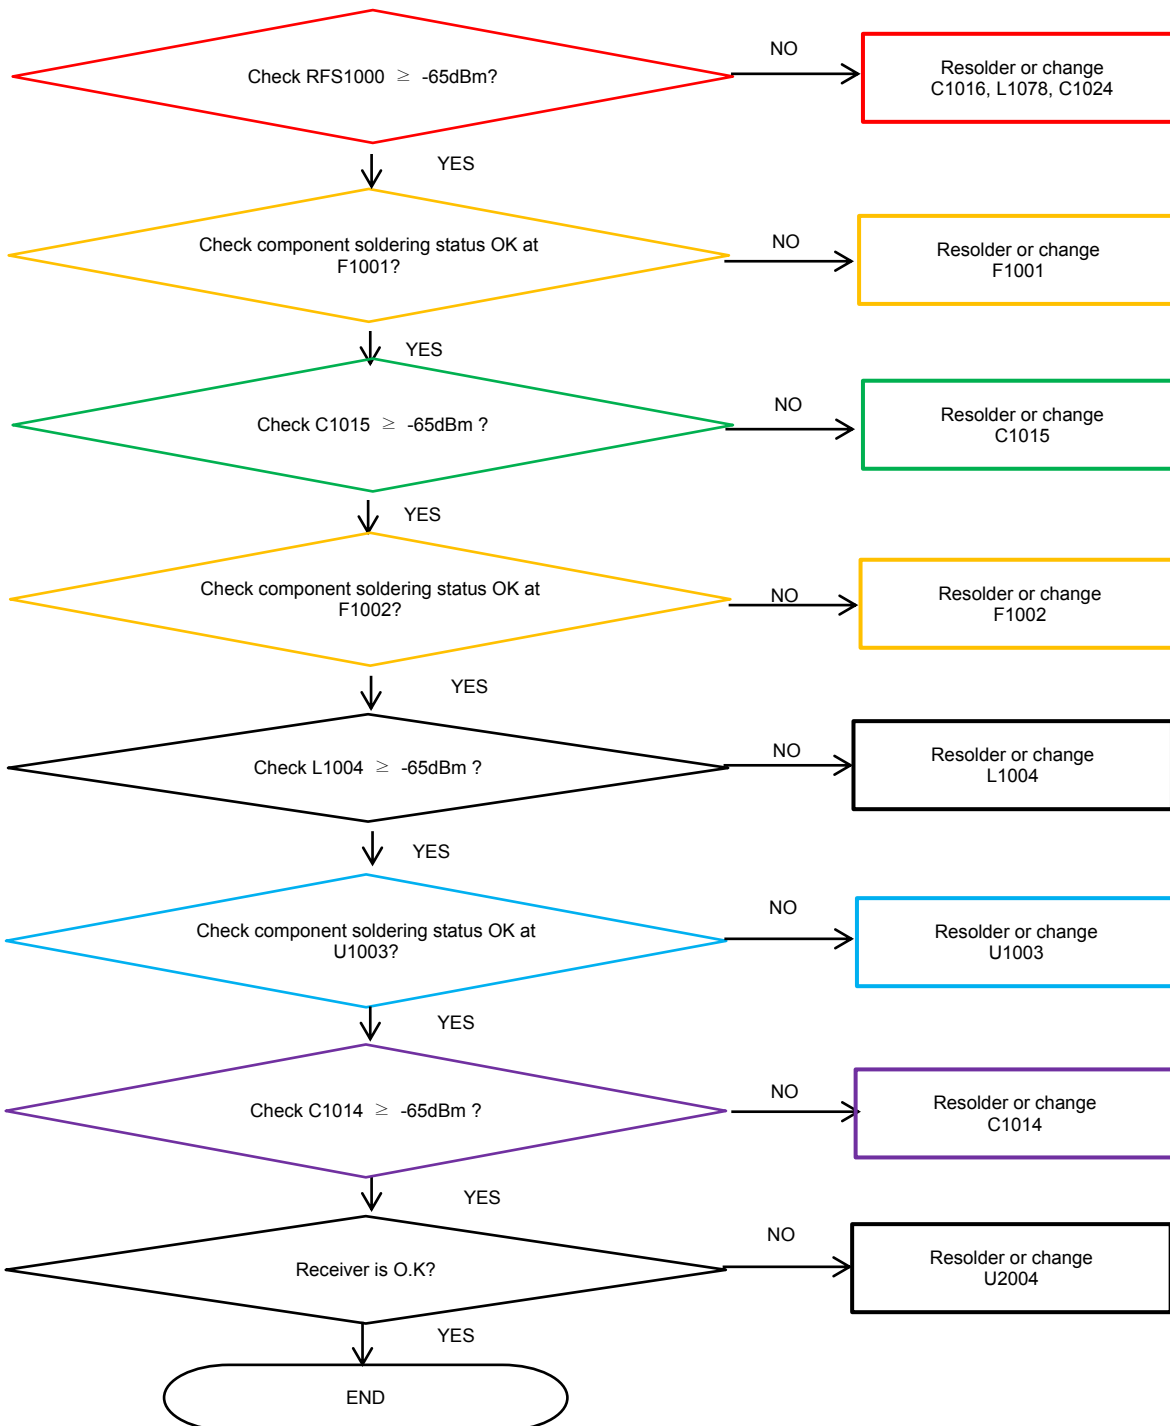 Check RFS1000 ≥ -65dBm?
NO
Resolder or change
C1016, L1078, C1024
YES
Check component soldering status OK at
F1001?
NO
Resolder or change
F1001
YES
Check C1015 ≥ -65dBm ?
NO
Resolder or change
C1015
YES
Check component soldering status OK at
F1002?
NO
Resolder or change
F1002
YES
Check L1004 ≥ -65dBm ?
NO
Resolder or change
L1004
YES
Check component soldering status OK at
U1003?
NO
Resolder or change
U1003
YES
Check C1014 ≥ -65dBm ?
NO
Resolder or change
C1014
YES
Receiver is O.K?
NO
Resolder or change
U2004
YES
END